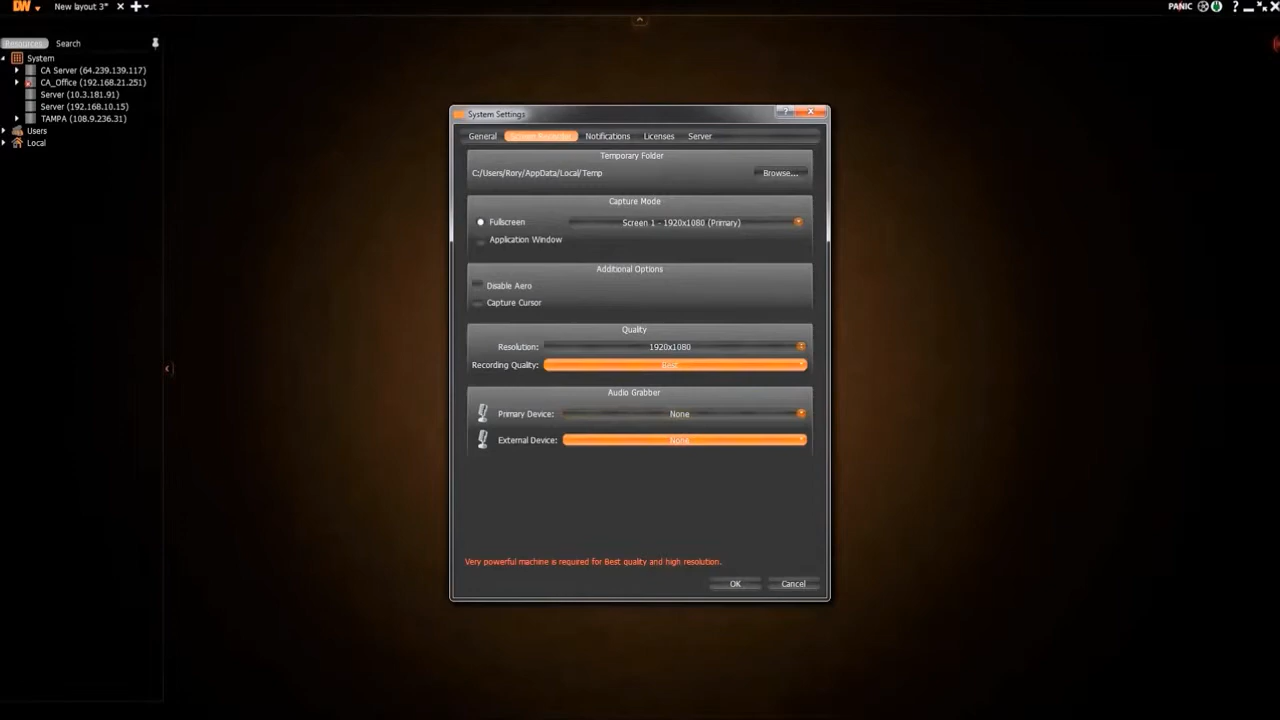 DW New layout 3* PANIC ?
Resources Search
System
CA Server (64.239.139.117)
CA_Office (192.168.21.251)
Server (10.3.181.91)
Server (192.168.10.15)
TAMPA (108.9.236.31)
Users
Local
System Settings
General Screen Recorder Notifications Licenses Server
Temporary Folder
C:/Users/Rory/AppData/Local/Temp Browse...
Capture Mode
Fullscreen Screen 1 - 1920x1080 (Primary)
Application Window
Additional Options
Disable Aero
Capture Cursor
Quality
Resolution: 1920x1080
Recording Quality: Best
Audio Grabber
Primary Device: None
External Device: None
Very powerful machine is required for Best quality and high resolution.
OK Cancel